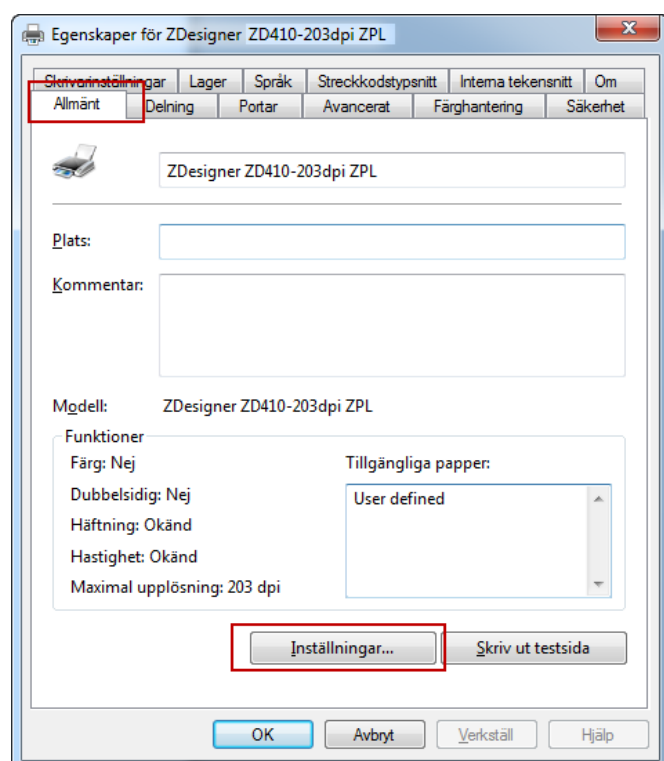 Egenskaper för ZDesigner ZD410-203dpi ZPL
Skrivarinställningar Lager Språk Streckkodstypsnitt Interna tekensnitt Om
Allmänt Delning Portar Avancerat Färghantering Säkerhet
ZDesigner ZD410-203dpi ZPL
Plats:
Kommentar:
Modell: ZDesigner ZD410-203dpi ZPL
Funktioner
Färg: Nej Tillgängliga papper:
Dubbelsidig: Nej User defined
Häftning: Okänd
Hastighet: Okänd
Maximal upplösning: 203 dpi
Inställningar... Skriv ut testsida
OK Avbryt Verkställ Hjälp